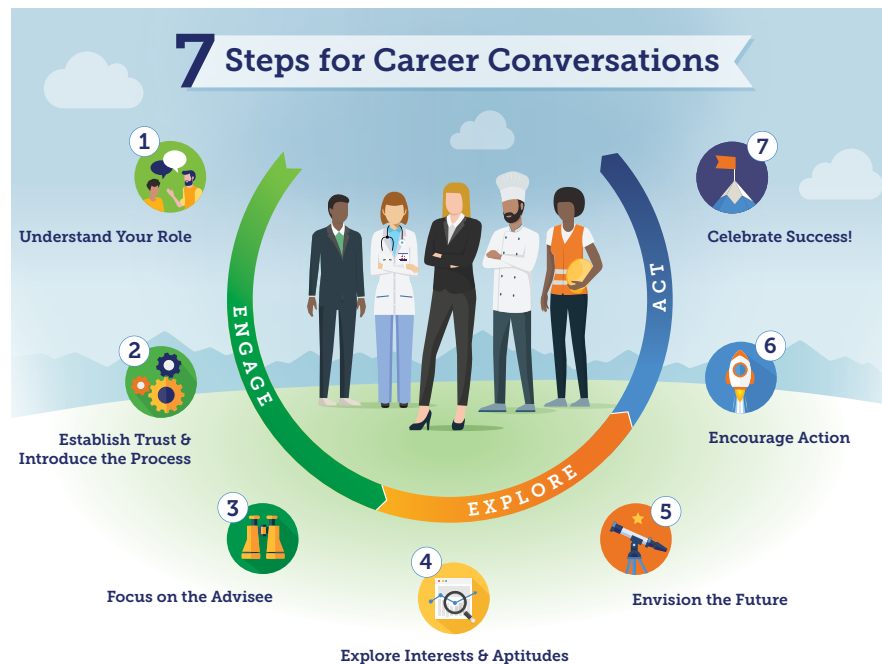 7 Steps for Career Conversations
1
Understand Your Role
2
Establish Trust &
Introduce the Process
3
Focus on the Advisee
4
Explore Interests & Aptitudes
5
Envision the Future
6
Encourage Action
7
Celebrate Success!
ENGAGE
EXPLORE
ACT